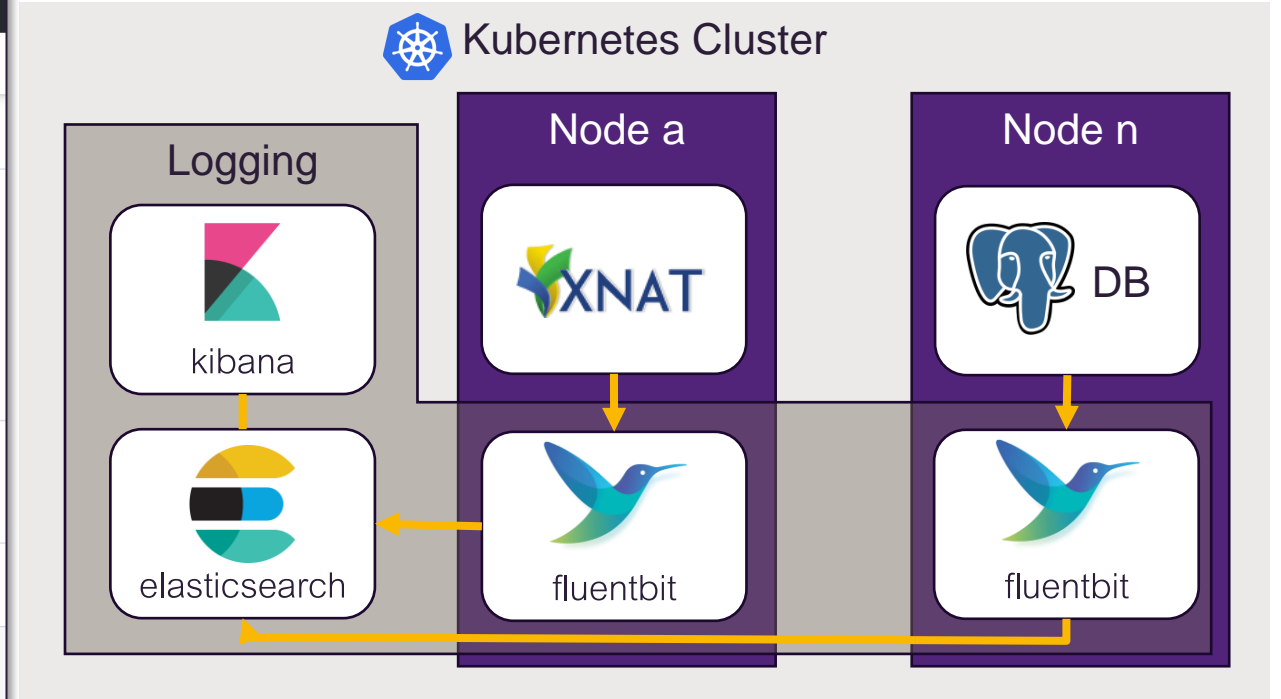 Kubernetes Cluster
Logging
kibana
elasticsearch
Node a
XNAT
fluentbit
Node n
DB
fluentbit